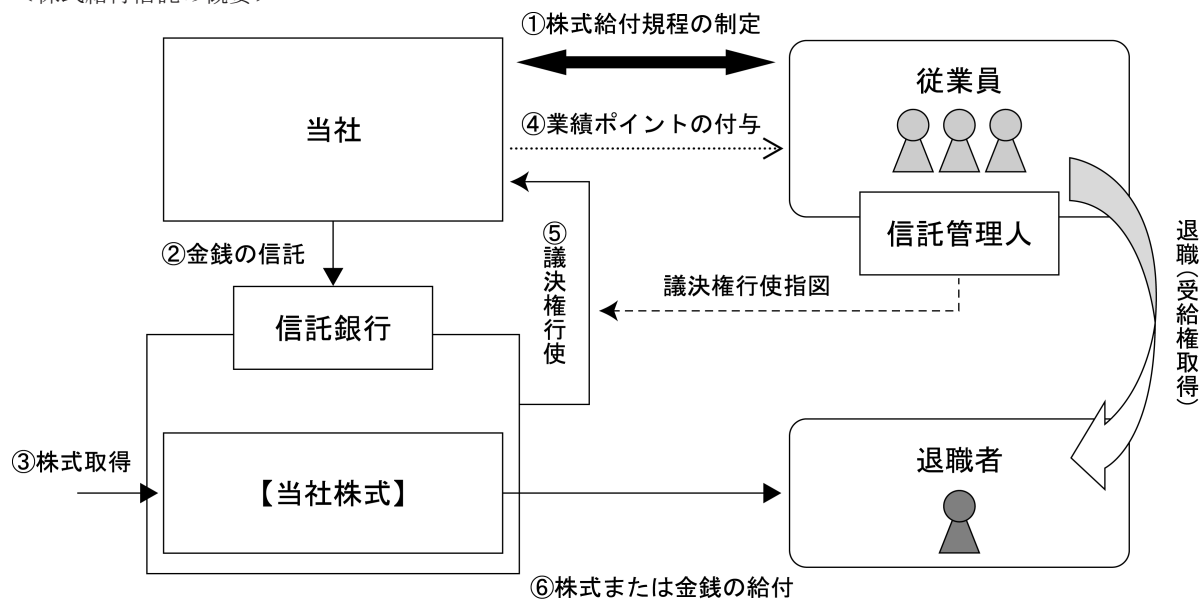 ①株式給付規程の制定
当社
従業員
④業績ポイントの付与
信託管理人
②金銭の信託
⑤議決権行使
議決権行使指図
退職(受給権取得)
信託銀行
③株式取得
【当社株式】
退職者
⑥株式または金銭の給付